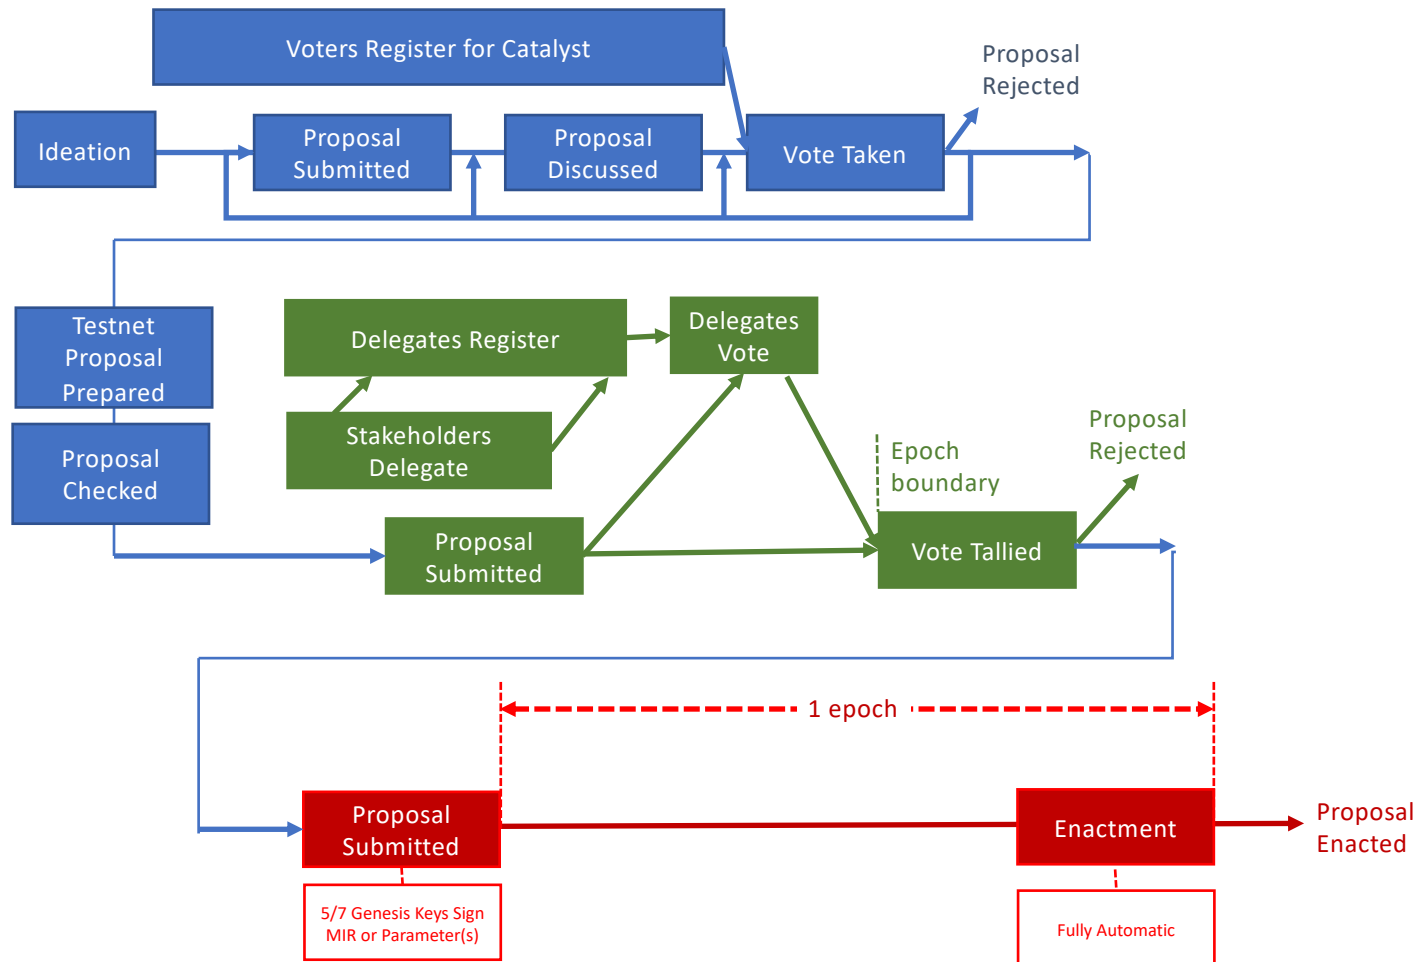 Voters Register for Catalyst
Proposal
Rejected
Ideation
Proposal
Submitted
Proposal
Discussed
Vote Taken
Testnet
Proposal
Prepared
Delegates Register
Delegates
Vote
Stakeholders
Delegate
Proposal
Checked
Epoch
boundary
Proposal
Rejected
Proposal
Submitted
Vote Tallied
1 epoch
Proposal
Submitted
Enactment
Proposal
Enacted
5/7 Genesis Keys Sign
MIR or Parameter(s)
Fully Automatic